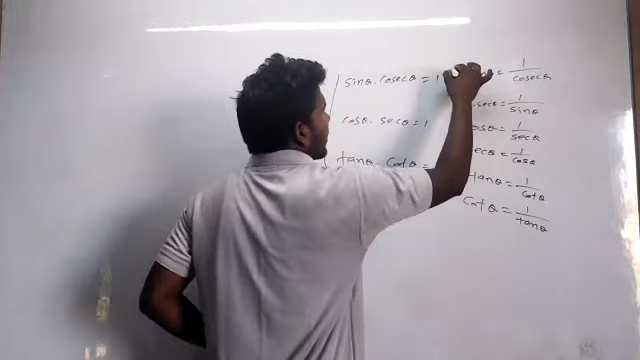 sinθ · cosecθ = 1
= 1/cosecθ
cosecθ = 1/sinθ
cosθ · secθ = 1
cosθ = 1/secθ
secθ = 1/cosθ
tanθ · cotθ =
tanθ = 1/cotθ
cotθ = 1/tanθ